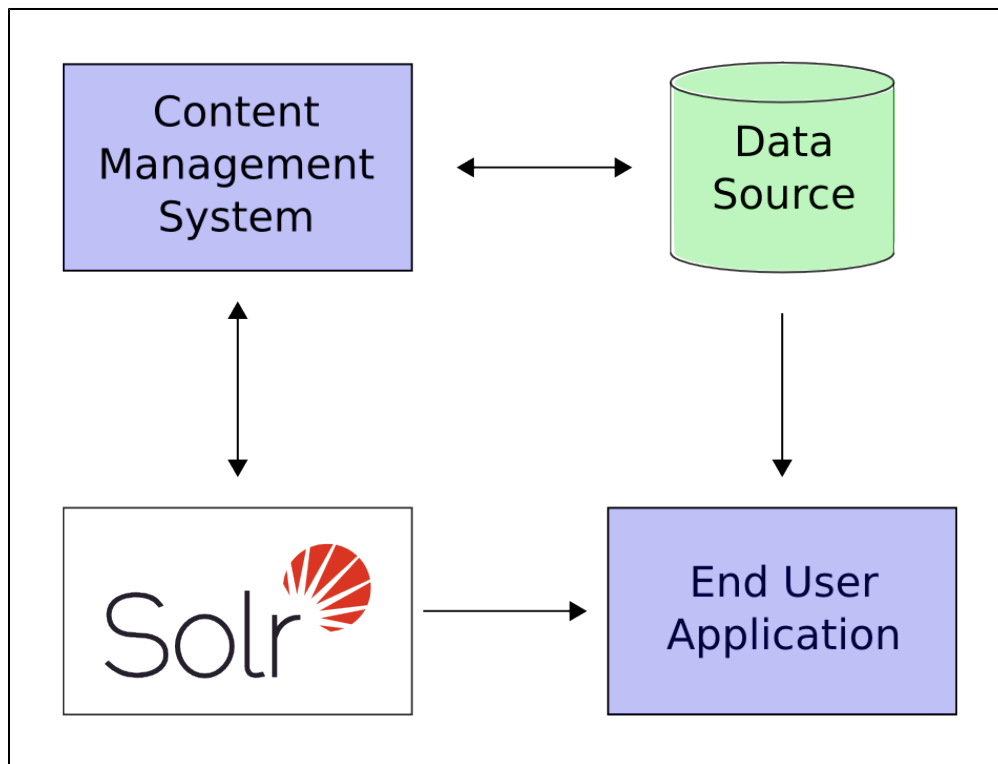 Content
Management
System
Data
Source
Solr
End User
Application